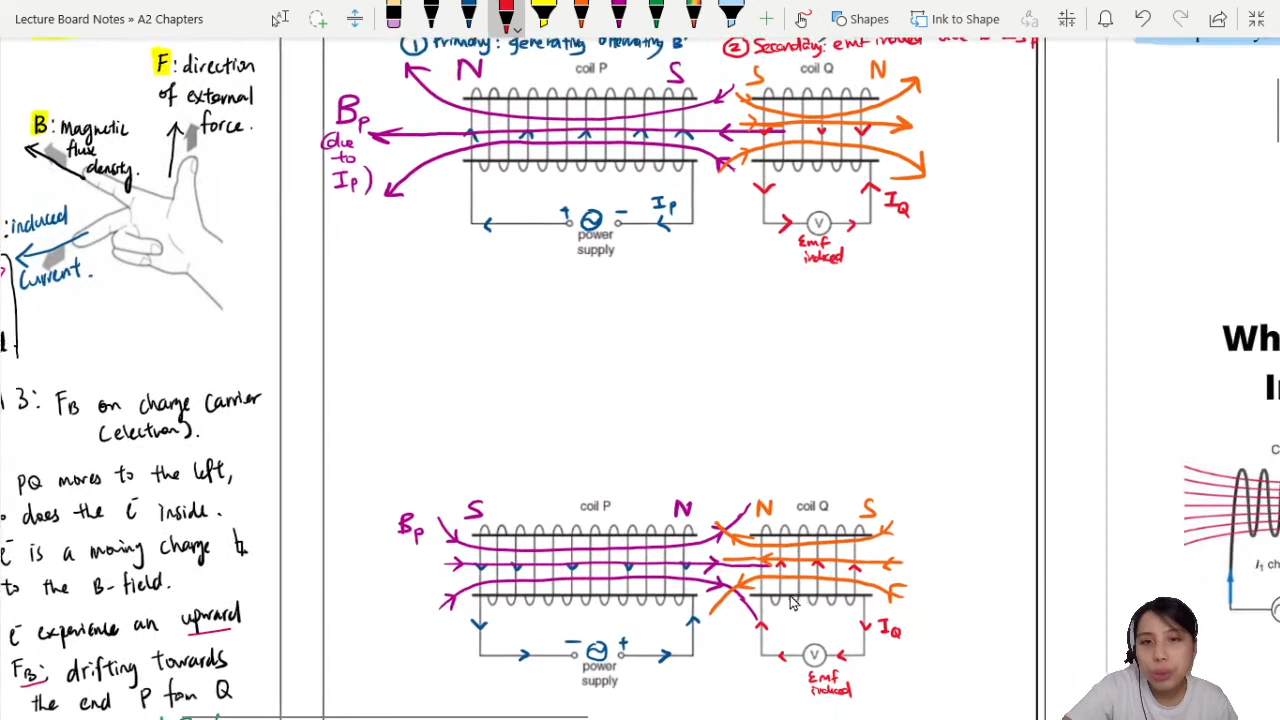 Lecture Board Notes » A2 Chapters
Shapes
Ink to Shape
F: direction
of external
force.
B: Magnetic
flux
density.
: induced
Current.
3: FB on charge carrier
(electron).
PQ moves to the left,
does the e- inside.
e- is a moving charge
to the B-field.
e- experience an upward
FB: drifting towards
the end P from Q
① Primary: generating
② Secondary: emf induced
coil P
coil Q
N
S
S
N
Bp
(due
to
Ip)
+
-
Ip
power
supply
V
IQ
Emf
induced
coil P
coil Q
S
N
N
S
Bp
-
+
power
supply
V
IQ
Emf
induced
Wh
I
C
I₁ ch